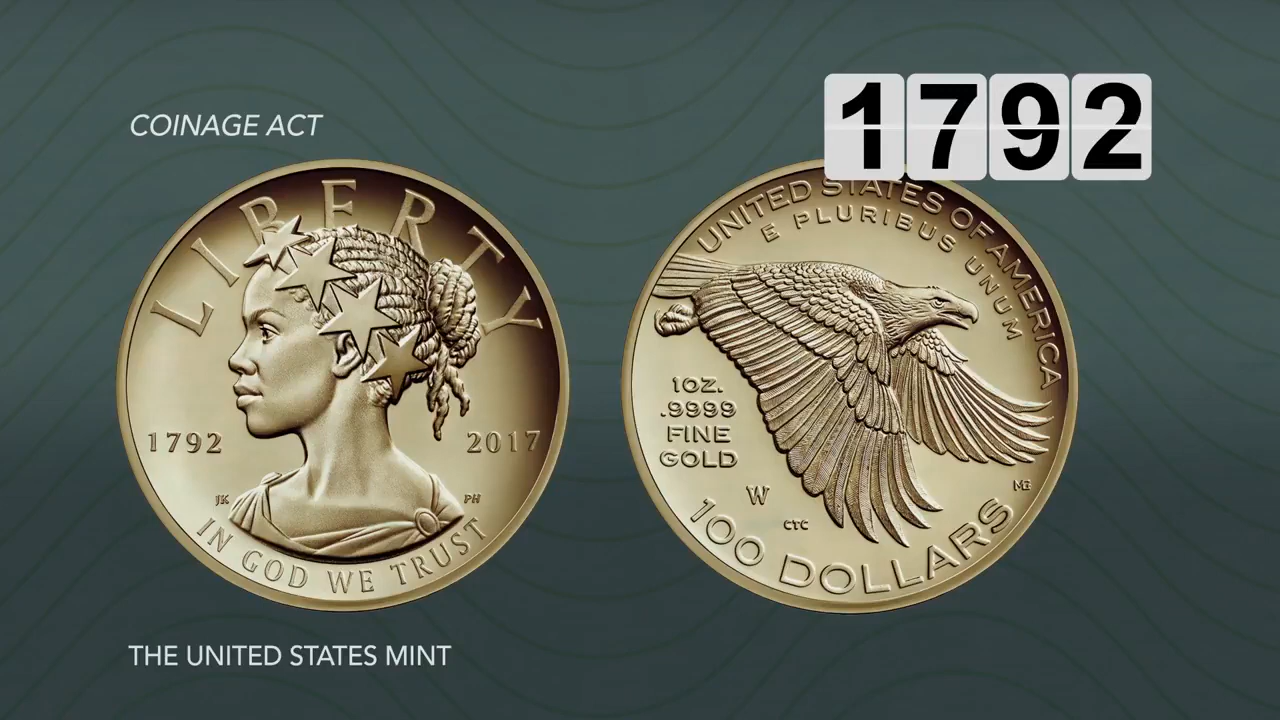 COINAGE ACT
1792
LIBERTY
1792
2017
JK
PH
IN GOD WE TRUST
UNITED STATES OF AMERICA
E PLURIBUS UNUM
1OZ.
.9999
FINE
GOLD
W
CTC
MG
100 DOLLARS
THE UNITED STATES MINT